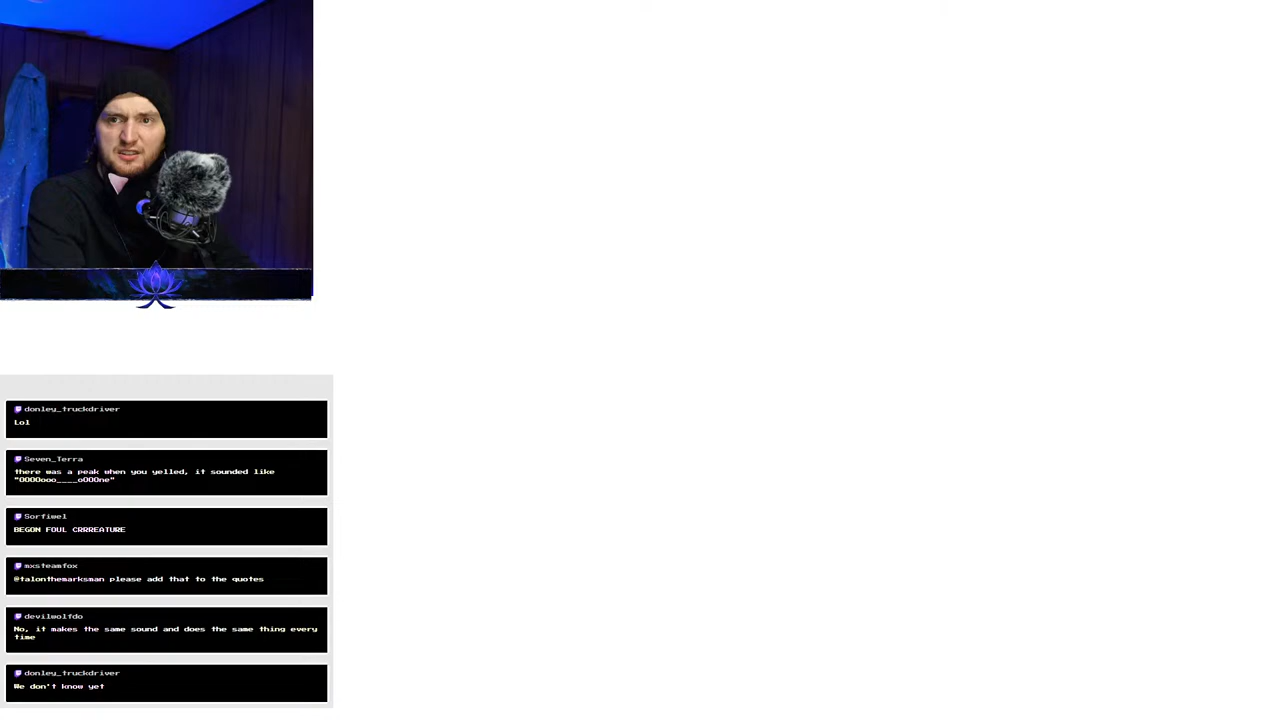 donley_truckdriver
Lol
Seven_Terra
there was a peak when you yelled, it sounded like
"OOOOooo____oOOOne"
Sorfiwel
BEGON FOUL CRRREATURE
mxsteamfox
@talonthemarksman please add that to the quotes
devilwolfdo
No, it makes the same sound and does the same thing every
time
donley_truckdriver
We don't know yet